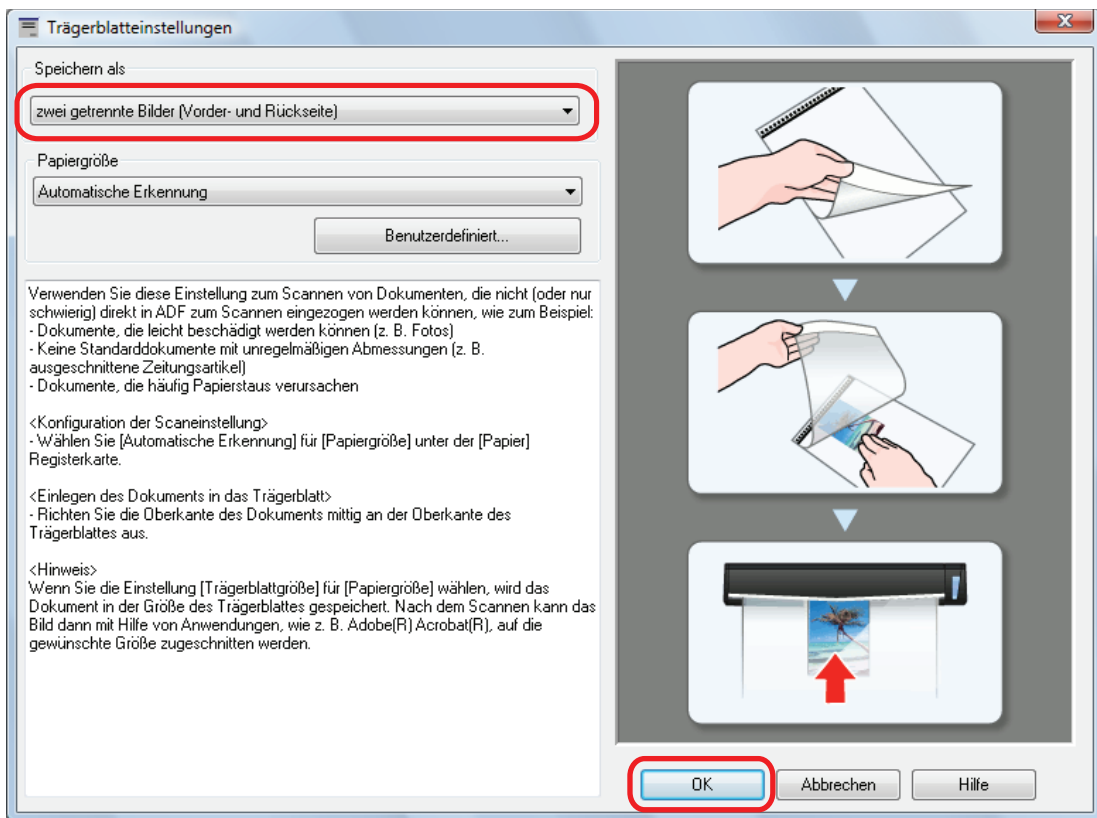 Trägerblatteinstellungen
Speichern als
zwei getrennte Bilder (Vorder- und Rückseite)
Papiergröße
Automatische Erkennung
Benutzerdefiniert...
Verwenden Sie diese Einstellung zum Scannen von Dokumenten, die nicht (oder nur
schwierig) direkt in ADF zum Scannen eingezogen werden können, wie zum Beispiel:
- Dokumente, die leicht beschädigt werden können (z. B. Fotos)
- Keine Standarddokumente mit unregelmäßigen Abmessungen (z. B.
ausgeschnittene Zeitungsartikel)
- Dokumente, die häufig Papierstaus verursachen
<Konfiguration der Scaneinstellung>
- Wählen Sie [Automatische Erkennung] für [Papiergröße] unter der [Papier]
Registerkarte.
<Einlegen des Dokuments in das Trägerblatt>
- Richten Sie die Oberkante des Dokuments mittig an der Oberkante des
Trägerblattes aus.
<Hinweis>
Wenn Sie die Einstellung [Trägerblattgröße] für [Papiergröße] wählen, wird das
Dokument in der Größe des Trägerblattes gespeichert. Nach dem Scannen kann das
Bild dann mit Hilfe von Anwendungen, wie z. B. Adobe(R) Acrobat(R), auf die
gewünschte Größe zugeschnitten werden.
OK
Abbrechen
Hilfe